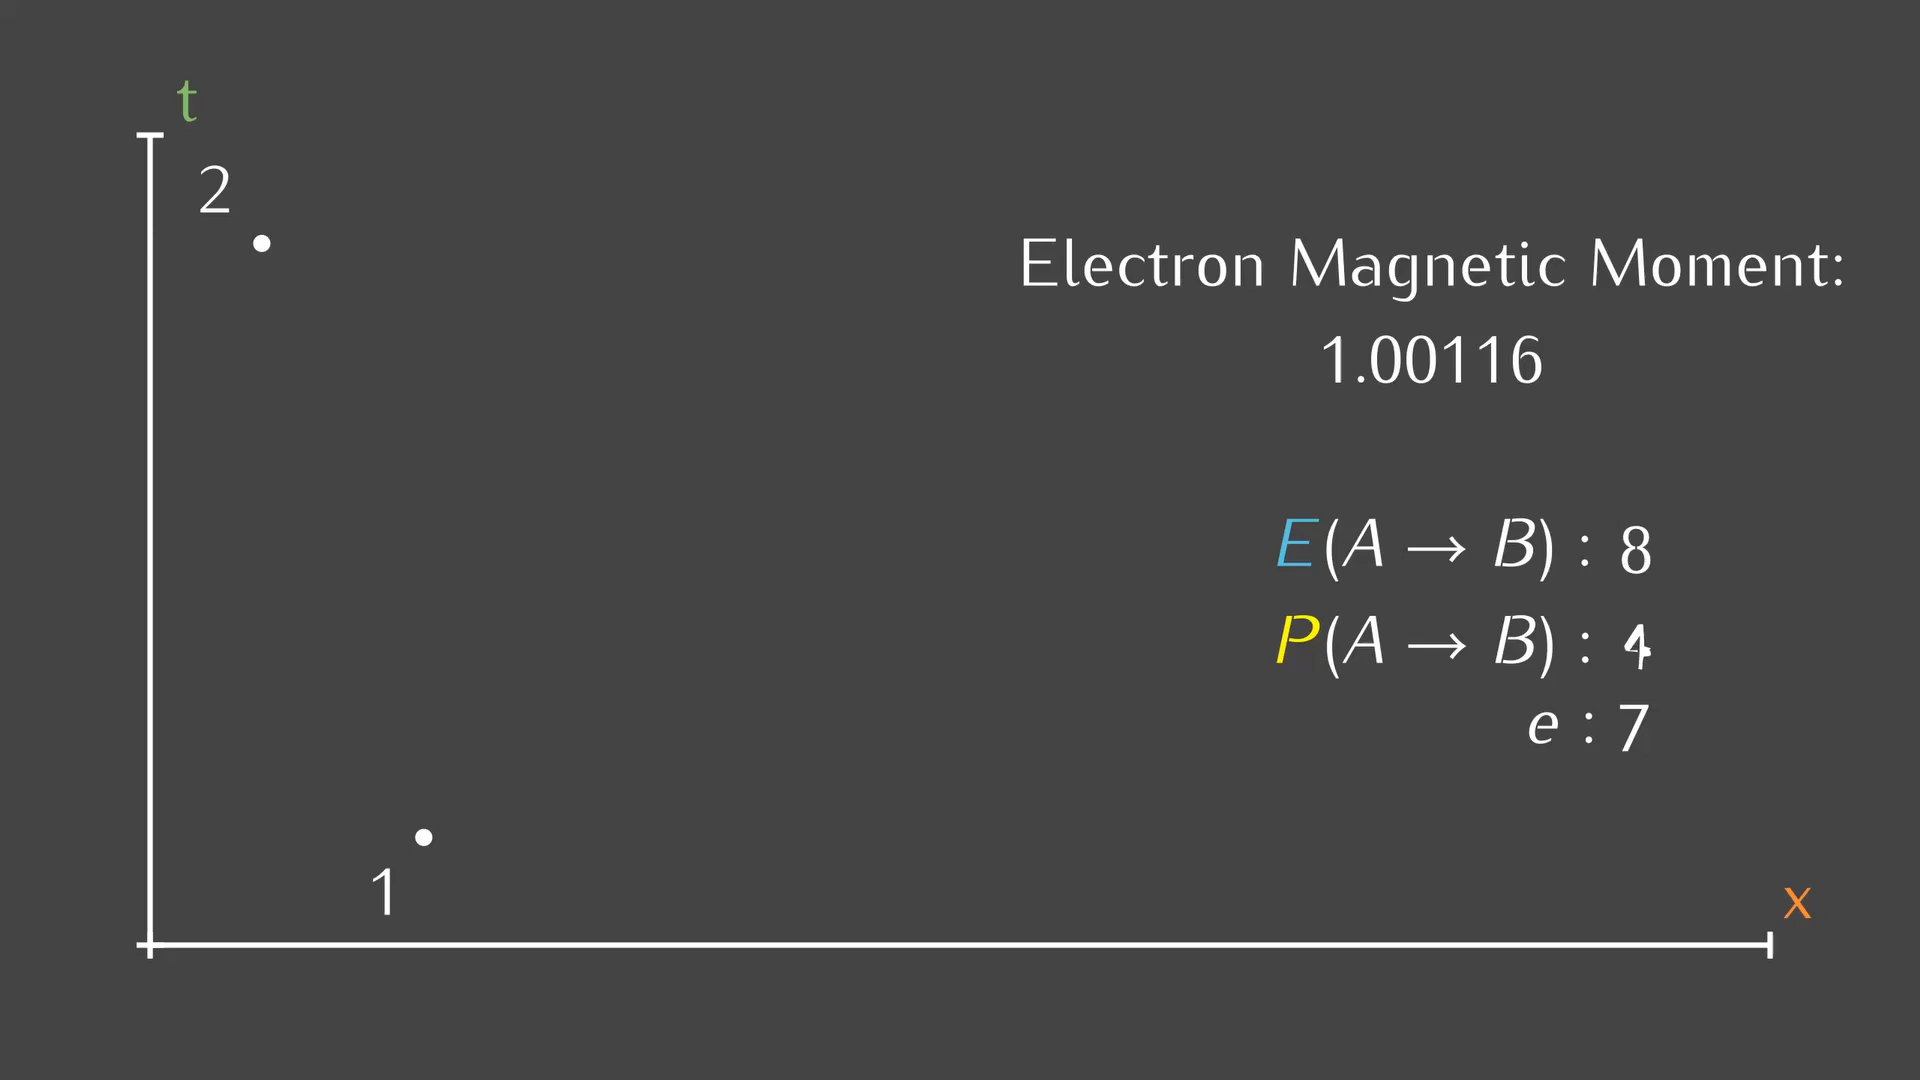 t
2
Electron Magnetic Moment:
1.00116
E(A → B) : 8
P(A → B) : 4
e : 7
1
x